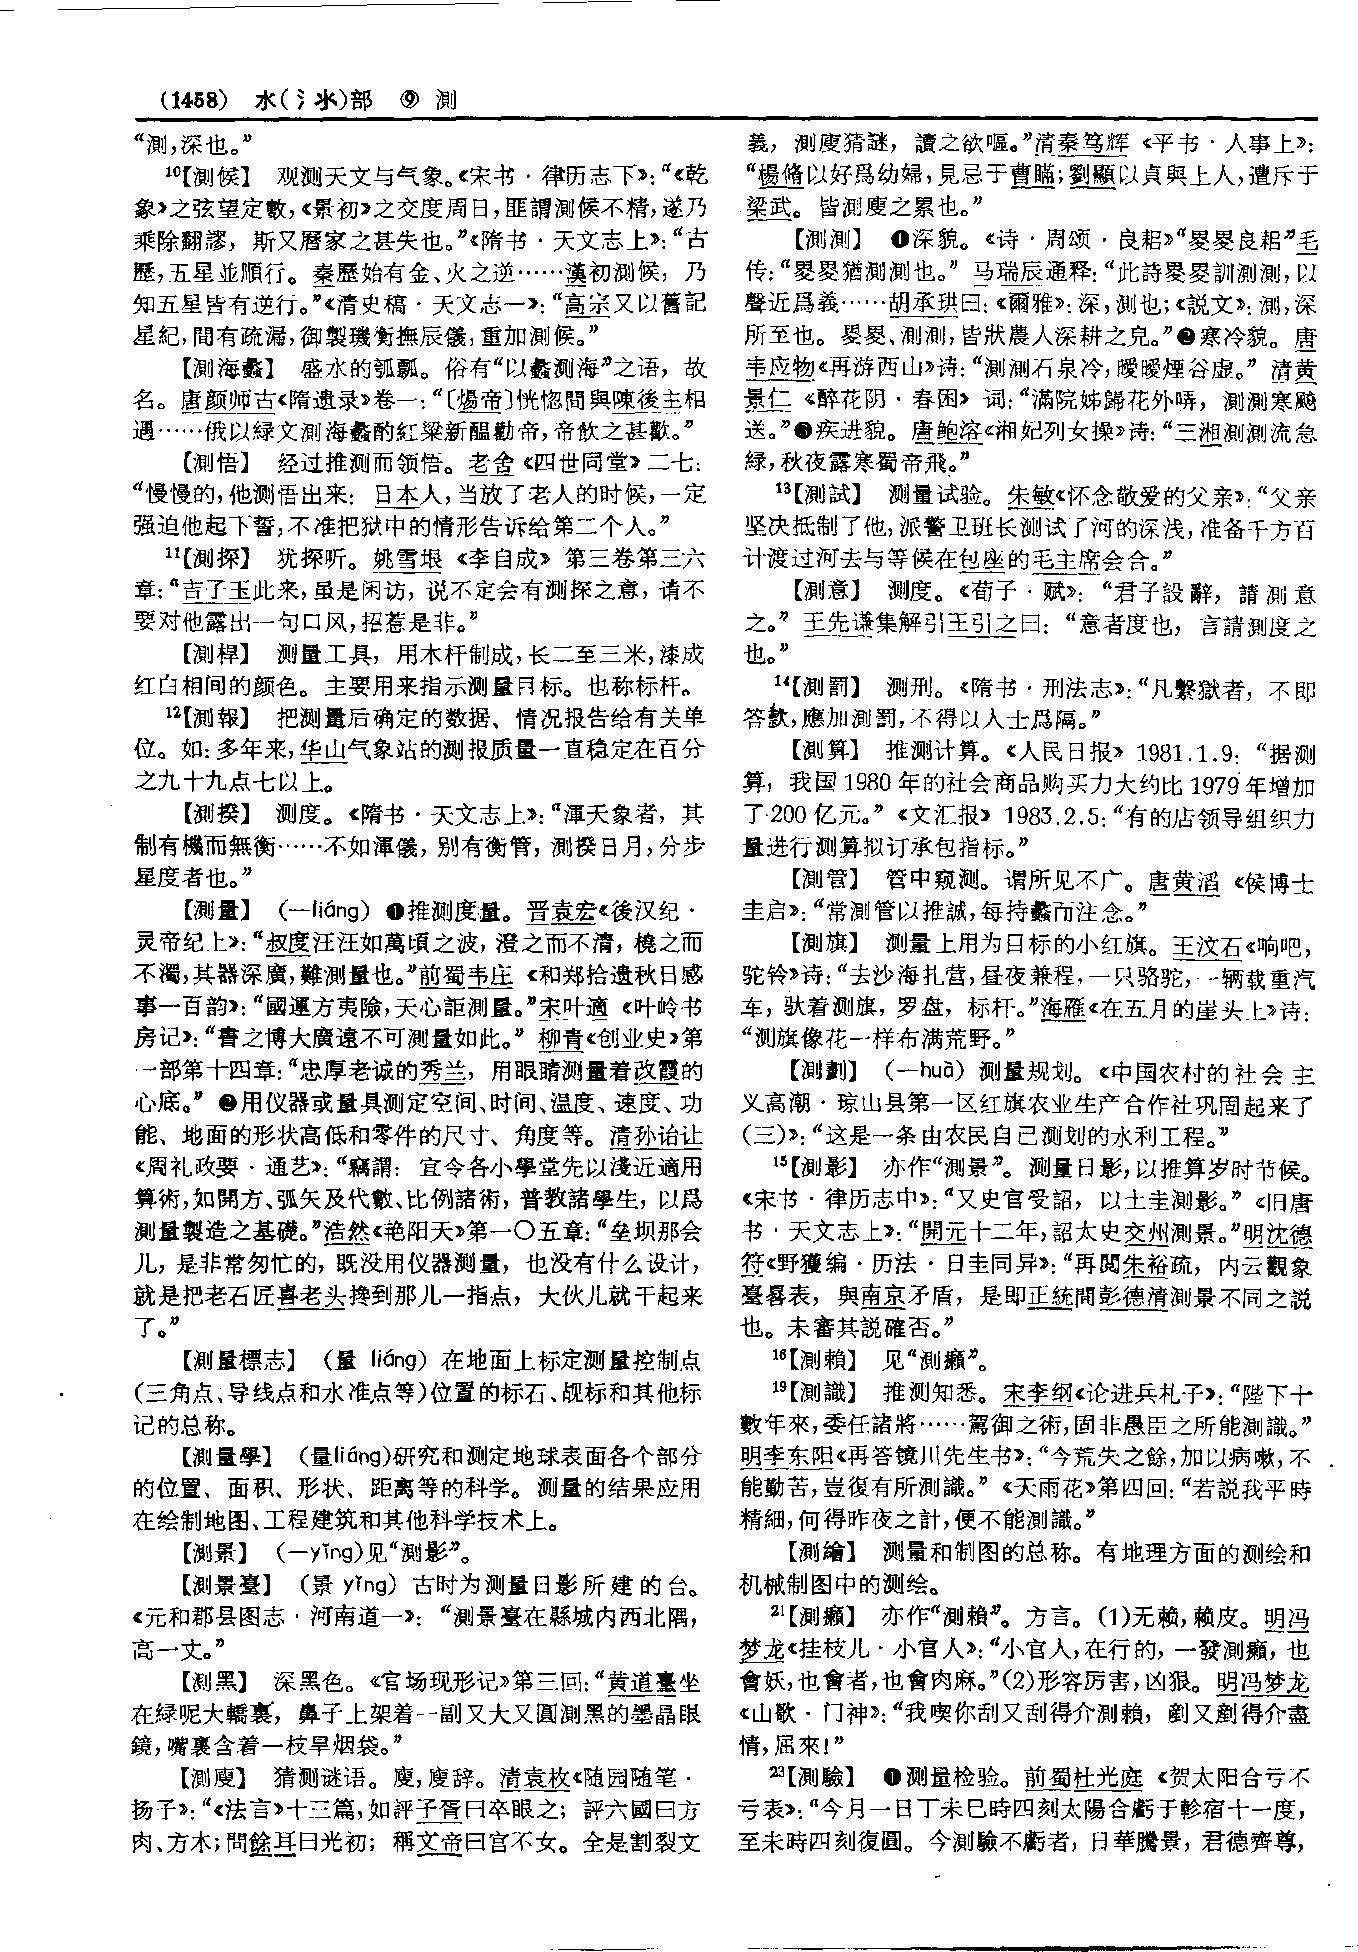 (1458) 水(氵氺)部 ⑨ 測
“測,深也。”
¹⁰【測候】 观测天文与气象。《宋书·律历志下》:“《乾
象》之弦望定數,《景初》之交度周日,匪謂測候不精,遂乃
乘除翻謬，斯又曆家之甚失也。”《隋书·天文志上》:“古
歷,五星並順行。秦歷始有金、火之逆……漢初測候，乃
知五星皆有逆行。”《清史稿·天文志一》:“高宗又以舊記
星紀,間有疏漏,御製璣衡撫辰儀,重加測候。”
【測海蠡】 盛水的瓠瓢。俗有“以蠡测海”之语，故
名。唐颜师古《隋遗录》卷一:“〔煬帝〕恍惚間與陳後主相
遇……俄以緑文測海蠡酌紅粱新醖勸帝,帝飲之甚歡。”
【測悟】 经过推测而领悟。老舍《四世同堂》二七:
“慢慢的,他测悟出来: 日本人,当放了老人的时候,一定
强迫他起下誓,不准把狱中的情形告诉给第二个人。”
¹¹【測探】 犹探听。姚雪垠《李自成》第三卷第三六
章:“吉子玉此来,虽是闲访，说不定会有测探之意，请不
要对他露出一句口风,招惹是非。”
【測桿】 测量工具，用木杆制成,长二至三米,漆成
红白相间的颜色。主要用来指示测量目标。也称标杆。
¹²【測報】 把测量后确定的数据、情况报告给有关单
位。如:多年来,华山气象站的测报质量一直稳定在百分
之九十九点七以上。
【測揆】 测度。《隋书·天文志上》:“渾天象者，其
制有機而無衡……不如渾儀，别有衡管，測揆日月,分步
星度者也。”
【測量】 (一liáng) ❶推测度量。晋袁宏《後汉纪·
灵帝纪上》:“叔度汪汪如萬頃之波，澄之而不清，橈之而
不濁,其器深廣,難測量也。”前蜀韦庄《和郑拾遗秋日感
事一百韵》:“國運方夷險,天心詎測量。”宋叶適《叶岭书
房记》:“書之博大廣遠不可測量如此。” 柳青《创业史》第
一部第十四章:“忠厚老诚的秀兰，用眼睛测量着改霞的
心底。” ❷用仪器或量具测定空间、时间、温度、速度、功
能、地面的形状高低和零件的尺寸、角度等。清孙诒让
《周礼政要·通艺》:“竊謂: 宜令各小學堂先以淺近適用
算術,如開方、弧矢及代數、比例諸術，普教諸學生，以爲
測量製造之基礎。”浩然《艳阳天》第一〇五章:“垒坝那会
儿，是非常匆忙的，既没用仪器测量，也没有什么设计，
就是把老石匠喜老头搀到那儿一指点，大伙儿就干起来
了。”
【測量標志】 (量 liáng) 在地面上标定测量控制点
(三角点、导线点和水准点等)位置的标石、觇标和其他标
记的总称。
【測量學】 (量liáng)研究和测定地球表面各个部分
的位置、面积、形状、距离等的科学。测量的结果应用
在绘制地图、工程建筑和其他科学技术上。
【測景】 (一yǐng)见“測影”。
【測景臺】 (景 yǐng) 古时为测量日影所建的台。
《元和郡县图志·河南道一》: “測景臺在縣城内西北隅，
高一丈。”
【測黑】 深黑色。《官场现形记》第三回:“黄道臺坐
在緑呢大轎裏，鼻子上架着一副又大又圓測黑的墨晶眼
鏡,嘴裏含着一枝旱烟袋。”
【測廋】 猜测谜语。廋,廋辞。清袁枚《随园随笔·
扬子》:“《法言》十三篇,如評子胥曰卒眼之；評六國曰方
肉、方木;問餘耳曰光初；稱文帝曰宫不女。全是割裂文
義，測廋猜謎，讀之欲嘔。”清秦笃辉《平书·人事上》:
“楊脩以好爲幼婦,見忌于曹瞞;劉顯以貞與上人,遭斥于
梁武。皆測廋之累也。”
【測測】 ❶深貌。《诗·周颂·良耜》“畟畟良耜”毛
传:“畟畟猶測測也。” 马瑞辰通释:“此詩畟畟訓測測,以
聲近爲義……胡承珙曰:《爾雅》:深,測也;《説文》:測,深
所至也。畟畟、測測,皆狀農人深耕之皃。”❷寒冷貌。唐
韦应物《再游西山》诗:“測測石泉冷,曖曖煙谷虚。” 清黄
景仁《醉花阴·春困》词:“滿院姊歸花外哢，測測寒颸
送。”❸疾进貌。唐鲍溶《湘妃列女操》诗:“三湘測測流急
緑,秋夜露寒蜀帝飛。”
¹³【測試】 测量试验。朱敏《怀念敬爱的父亲》:“父亲
坚决抵制了他,派警卫班长测试了河的深浅,准备千方百
计渡过河去与等候在包座的毛主席会合。”
【測意】 测度。《荀子·赋》: “君子設辭，請測意
之。” 王先谦集解引王引之曰: “意者度也，言請測度之
也。”
¹⁴【測罰】 测刑。《隋书·刑法志》:“凡繫獄者，不即
答款,應加測罰,不得以人士爲隔。”
【測算】 推测计算。《人民日报》 1981.1.9: “据测
算，我国1980年的社会商品购买力大约比1979年增加
了200亿元。”《文汇报》 1983.2.5:“有的店领导组织力
量进行测算拟订承包指标。”
【測管】 管中窥测。谓所见不广。唐黄滔《侯博士
圭启》:“常測管以推誠,每持蠡而注念。”
【測旗】 测量上用为目标的小红旗。王汶石《响吧，
驼铃》诗:“去沙海扎营,昼夜兼程,一只骆驼,一辆载重汽
车，驮着测旗，罗盘，标杆。”海雁《在五月的崖头上》诗:
“测旗像花一样布满荒野。”
【測劃】 (一huà) 测量规划。《中国农村的社会主
义高潮·琼山县第一区红旗农业生产合作社巩固起来了
(三)》:“这是一条由农民自己测划的水利工程。”
¹⁵【測影】 亦作“測景”。测量日影,以推算岁时节候。
《宋书·律历志中》:“又史官受詔，以土圭測影。”《旧唐
书·天文志上》:“開元十二年,詔太史交州測景。”明沈德
符《野獲编·历法·日圭同异》:“再閲朱裕疏，内云觀象
臺晷表，與南京矛盾，是即正統間彭德清測景不同之説
也。未審其説確否。”
¹⁶【測賴】 见“測癩”。
¹⁹【測識】 推测知悉。宋李纲《论进兵札子》:“陛下十
數年來,委任諸將……駕御之術,固非愚臣之所能測識。”
明李东阳《再答镜川先生书》:“今荒失之餘,加以病嗽,不
能勤苦,豈復有所測識。”《天雨花》第四回:“若説我平時
精細,何得昨夜之計,便不能測識。”
【測繪】 测量和制图的总称。有地理方面的测绘和
机械制图中的测绘。
²¹【測癩】 亦作“測賴”。方言。(1)无赖,赖皮。明冯
梦龙《挂枝儿·小官人》:“小官人,在行的，一發測癩，也
會妖,也會者,也會肉麻。”(2)形容厉害,凶狠。明冯梦龙
《山歌·门神》:“我喫你刮又刮得介測賴，剷又剷得介盡
情,屈來!”
²³【測驗】 ❶测量检验。前蜀杜光庭《贺太阳合亏不
亏表》:“今月一日丁未巳時四刻太陽合虧于軫宿十一度，
至未時四刻復圓。今測驗不虧者，日華騰景，君德齊尊，